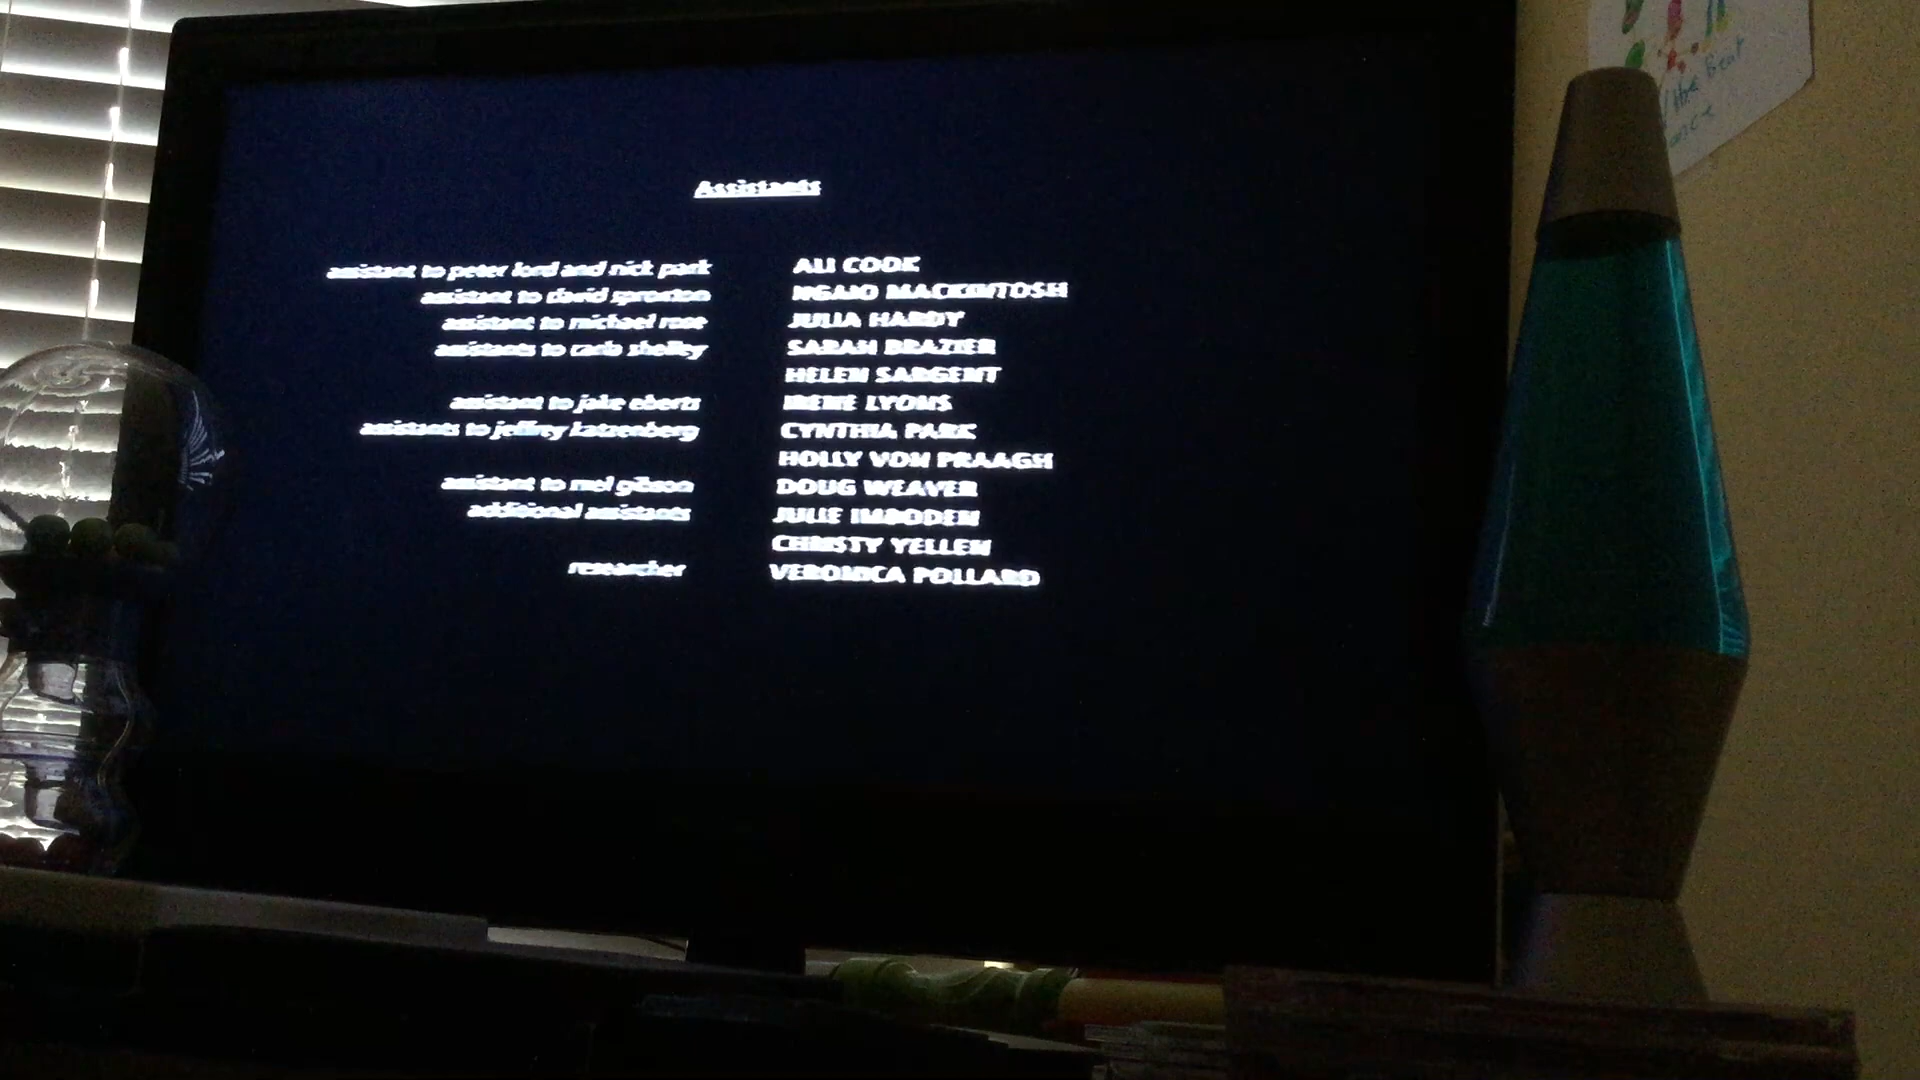 Assistants
assistant to peter lord and nick park ALI COOK
assistant to david sproxton NGAIO MACKINTOSH
assistant to michael rose JULIA HARDY
assistants to carla shelley SARAH BRAZIER
HELEN SARGENT
assistant to jake eberts IRENE LYONS
assistants to jeffrey katzenberg CYNTHIA PARK
HOLLY VON PRAAGH
assistant to mel gibson DOUG WEAVER
additional assistants JULIE IMBODEN
CHRISTY YELLEN
researcher VERONICA POLLARD
the Beat